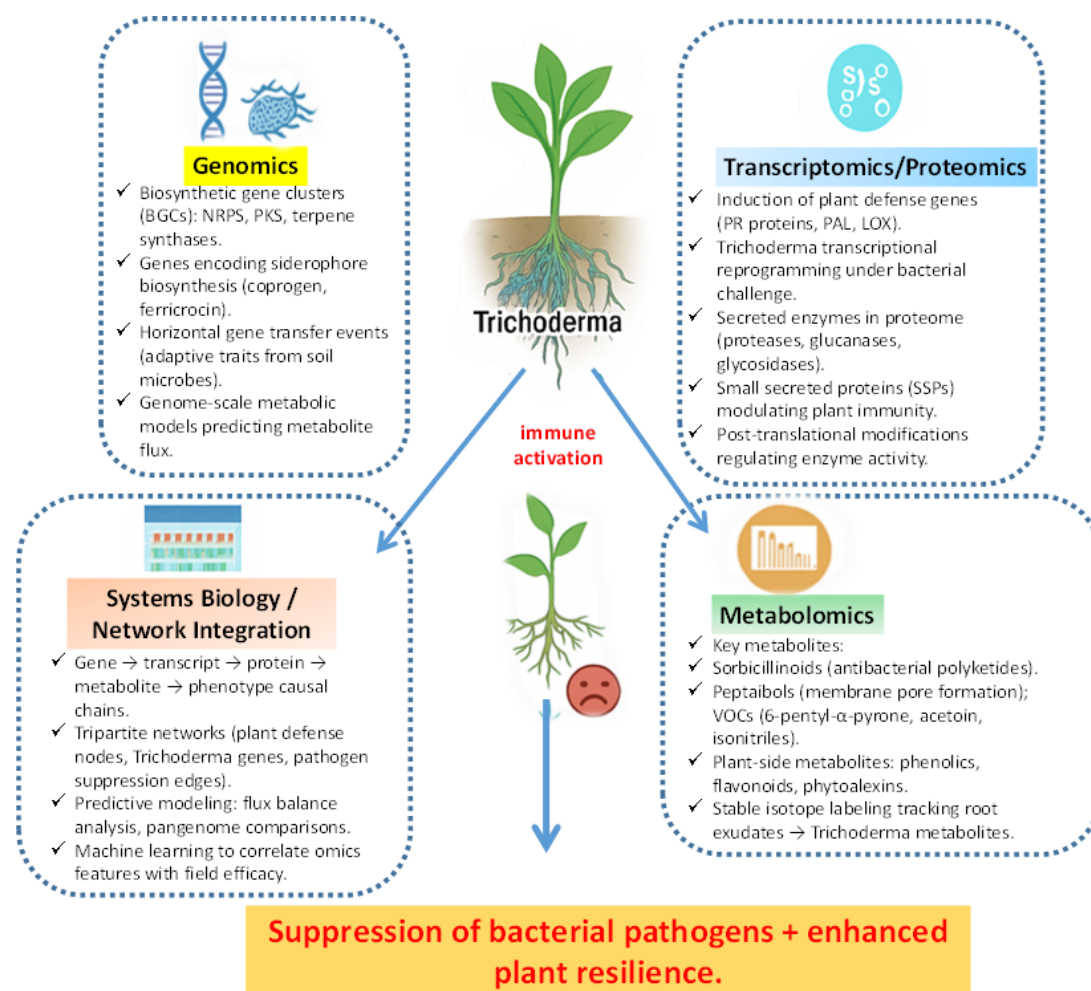 Genomics
✓ Biosynthetic gene clusters
(BGCs): NRPS, PKS, terpene
synthases.
✓ Genes encoding siderophore
biosynthesis (coprogen,
ferricrocin).
✓ Horizontal gene transfer events
(adaptive traits from soil
microbes).
✓ Genome-scale metabolic
models predicting metabolite
flux.
Trichoderma
S S O
a O
O
Transcriptomics/Proteomics
✓ Induction of plant defense genes
(PR proteins, PAL, LOX).
✓ Trichoderma transcriptional
reprogramming under bacterial
challenge.
✓ Secreted enzymes in proteome
(proteases, glucanases,
glycosidases).
✓ Small secreted proteins (SSPs)
modulating plant immunity.
✓ Post-translational modifications
regulating enzyme activity.
immune
activation
Systems Biology /
Network Integration
✓ Gene → transcript → protein →
metabolite → phenotype causal
chains.
✓ Tripartite networks (plant defense
nodes, Trichoderma genes, pathogen
suppression edges).
✓ Predictive modeling: flux balance
analysis, pangenome comparisons.
✓ Machine learning to correlate omics
features with field efficacy.
Metabolomics
✓ Key metabolites:
✓ Sorbicillinoids (antibacterial polyketides).
✓ Peptaibols (membrane pore formation);
VOCs (6-pentyl-α-pyrone, acetoin,
isonitriles).
✓ Plant-side metabolites: phenolics,
flavonoids, phytoalexins.
✓ Stable isotope labeling tracking root
exudates → Trichoderma metabolites.
Suppression of bacterial pathogens + enhanced
plant resilience.